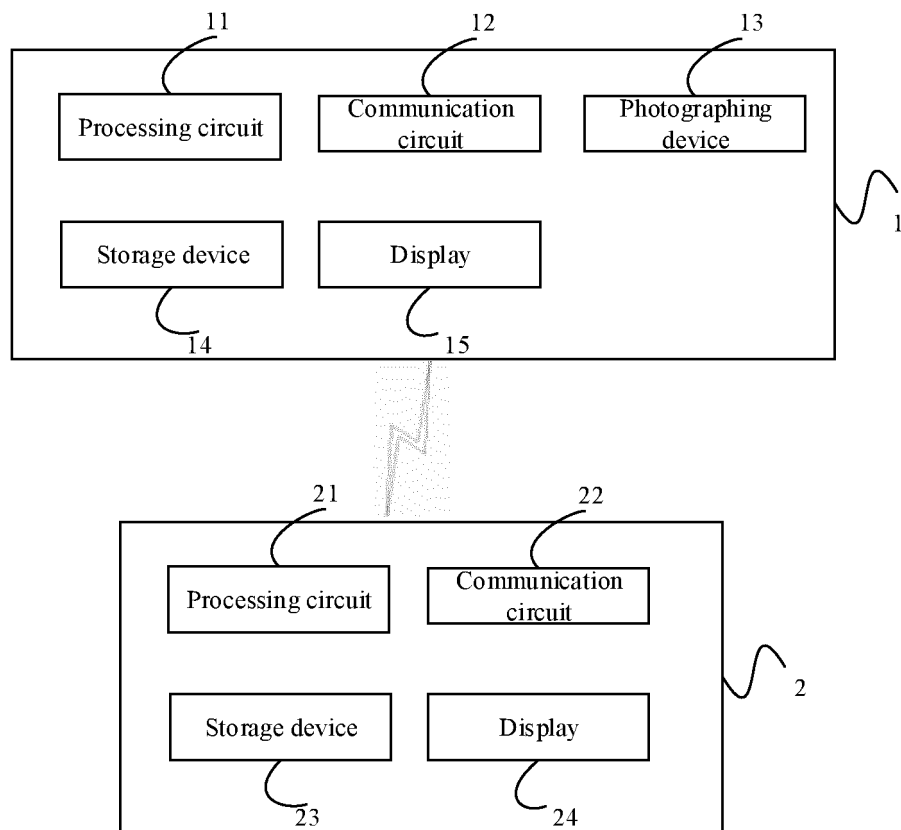 11
12
13
Processing circuit
Communication
circuit
Photographing
device
1
Storage device
Display
14
15
21
22
Processing circuit
Communication
circuit
2
Storage device
Display
23
24